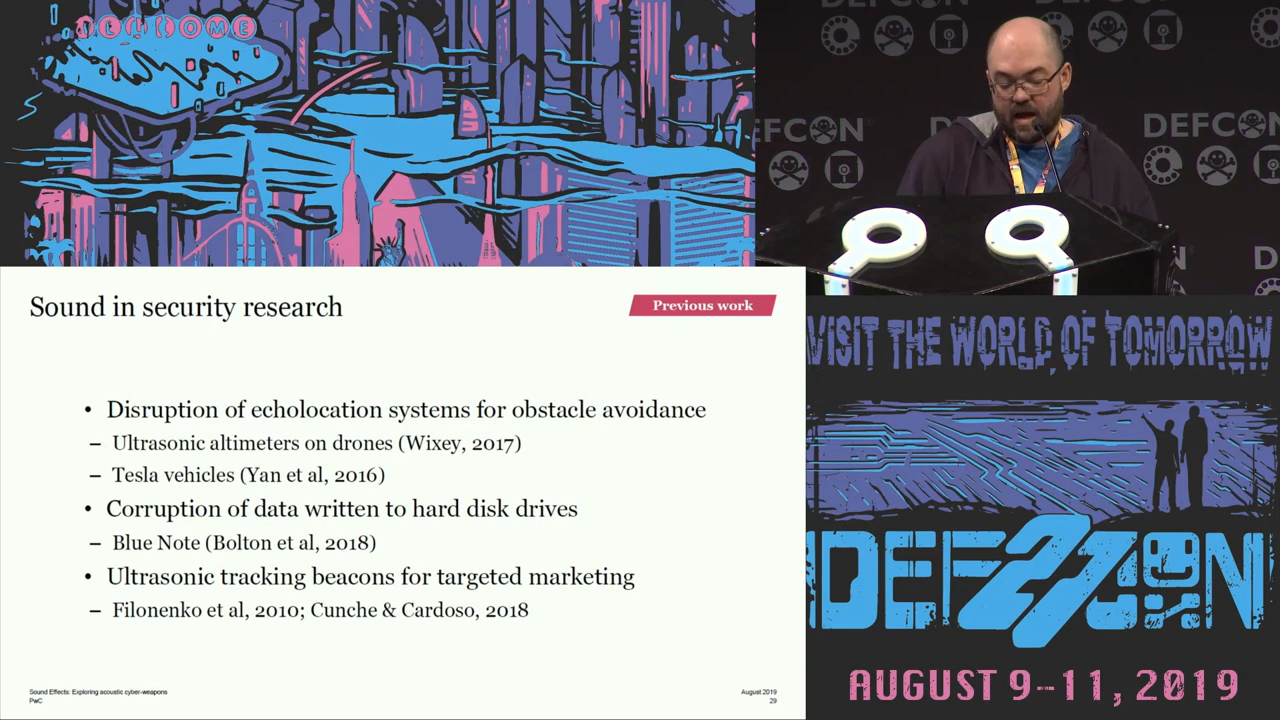 WELCOME
DEFCON
DEFCON
DEFCON
Sound in security research
Previous work
• Disruption of echolocation systems for obstacle avoidance
– Ultrasonic altimeters on drones (Wixey, 2017)
– Tesla vehicles (Yan et al, 2016)
• Corruption of data written to hard disk drives
– Blue Note (Bolton et al, 2018)
• Ultrasonic tracking beacons for targeted marketing
– Filonenko et al, 2010; Cunche & Cardoso, 2018
Sound Effects: Exploring acoustic cyber-weapons
PwC
August 2019
29
VISIT THE WORLD OF TOMORROW
DEF27CON
AUGUST 9-11, 2019